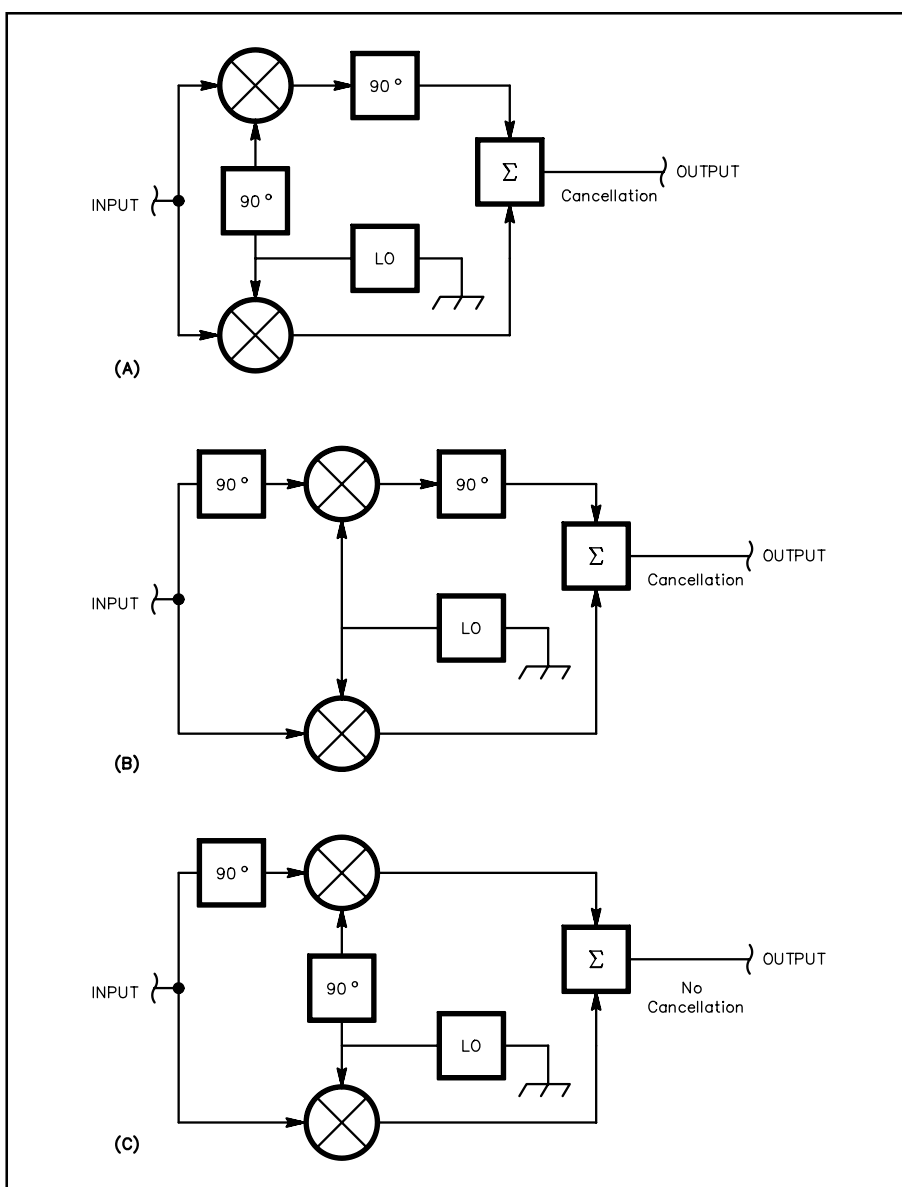 90°
Σ
OUTPUT
Cancellation
INPUT
90°
LO
(A)
90°
90°
Σ
OUTPUT
Cancellation
INPUT
LO
(B)
90°
Σ
OUTPUT
INPUT
90°
No
Cancellation
LO
(C)